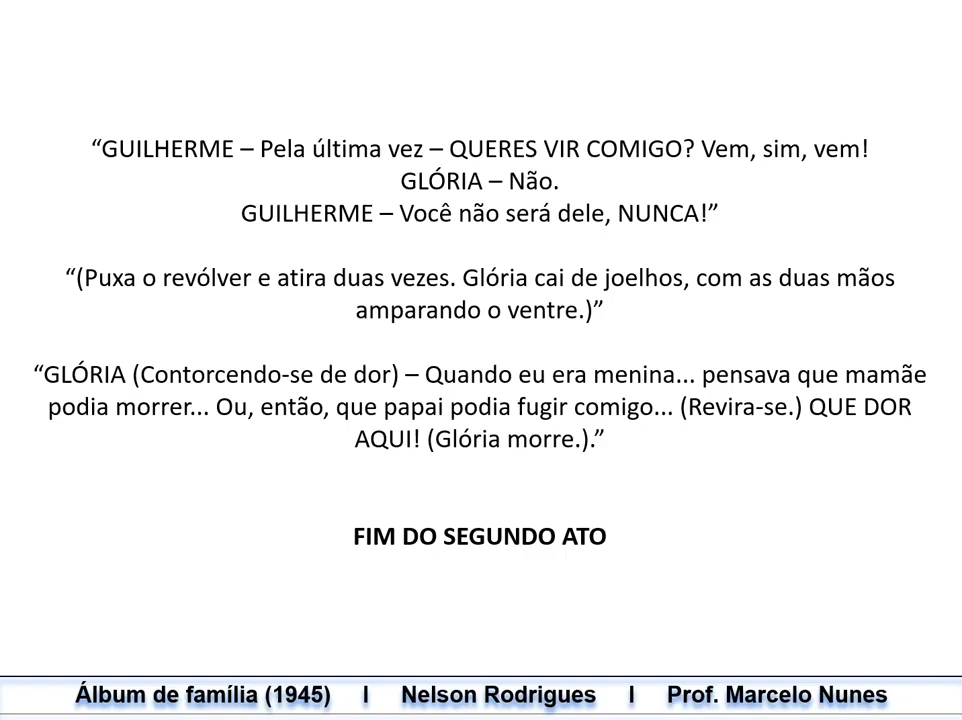 “GUILHERME – Pela última vez – QUERES VIR COMIGO? Vem, sim, vem!
GLÓRIA – Não.
GUILHERME – Você não será dele, NUNCA!”
“(Puxa o revólver e atira duas vezes. Glória cai de joelhos, com as duas mãos
amparando o ventre.)”
“GLÓRIA (Contorcendo-se de dor) – Quando eu era menina... pensava que mamãe
podia morrer... Ou, então, que papai podia fugir comigo... (Revira-se.) QUE DOR
AQUI! (Glória morre.).”
FIM DO SEGUNDO ATO
Álbum de família (1945) I Nelson Rodrigues I Prof. Marcelo Nunes